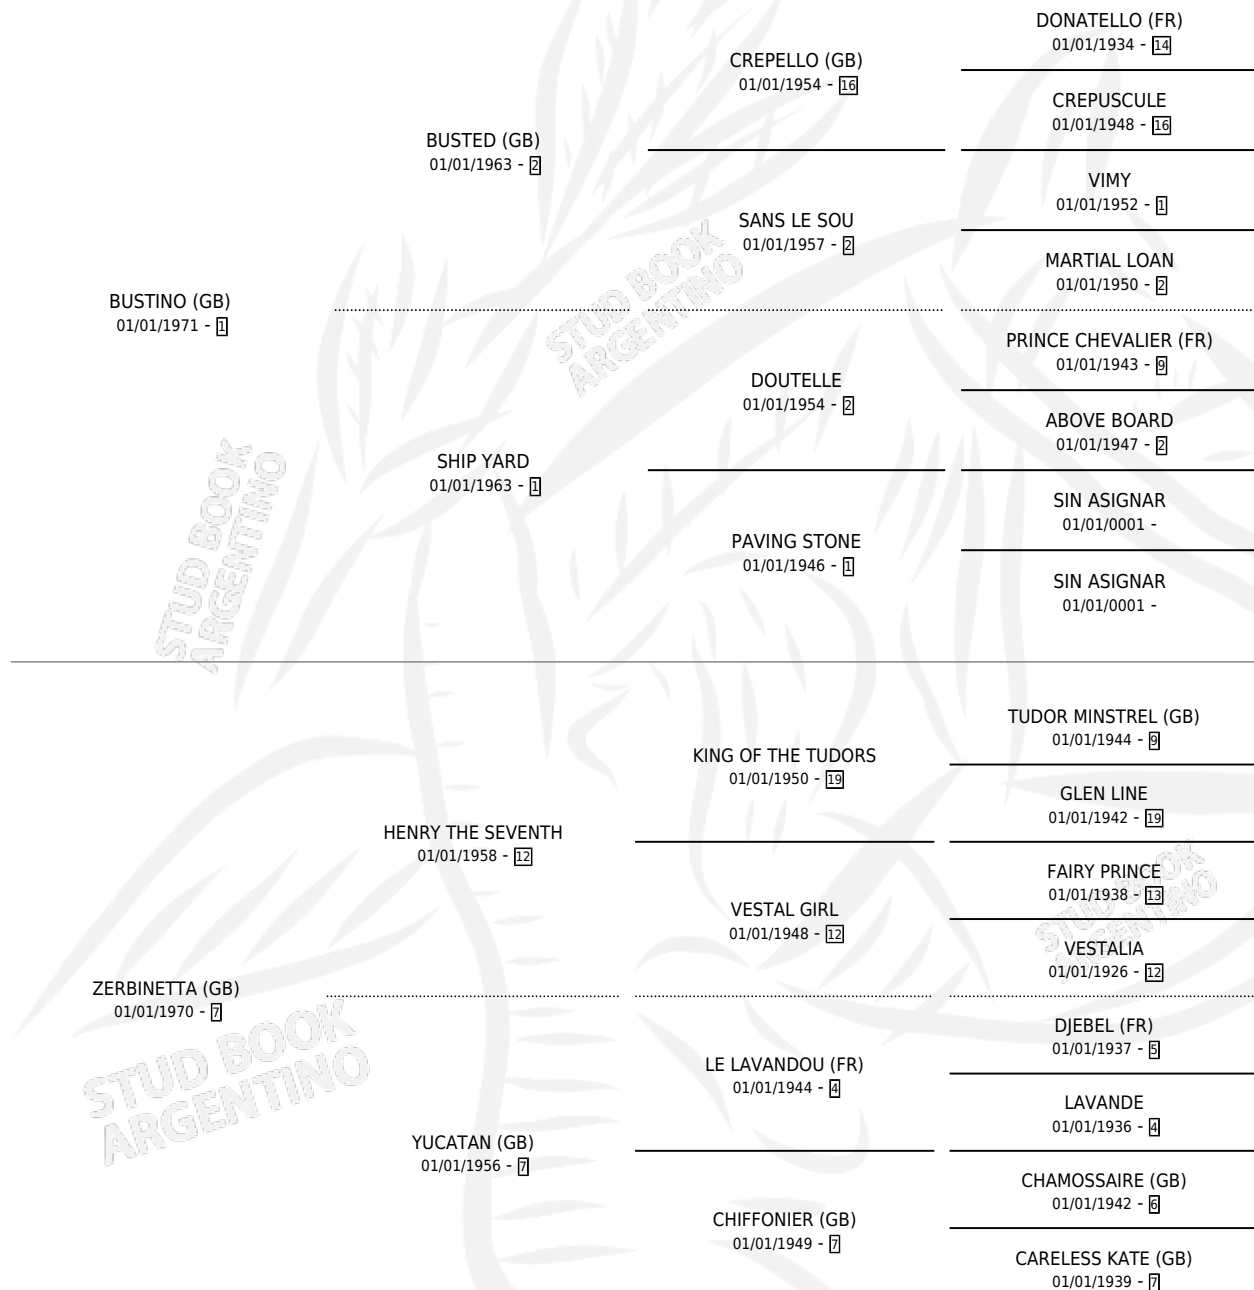 DONATELLO (FR)
01/01/1934 - 14
CREPELLO (GB)
01/01/1954 - 16
CREPUSCULE
01/01/1948 - 16
BUSTED (GB)
01/01/1963 - 2
VIMY
01/01/1952 - 1
SANS LE SOU
01/01/1957 - 2
MARTIAL LOAN
01/01/1950 - 2
BUSTINO (GB)
01/01/1971 - 1
PRINCE CHEVALIER (FR)
01/01/1943 - 9
DOUTELLE
01/01/1954 - 2
ABOVE BOARD
01/01/1947 - 2
SHIP YARD
01/01/1963 - 1
SIN ASIGNAR
01/01/0001 -
PAVING STONE
01/01/1946 - 1
SIN ASIGNAR
01/01/0001 -
TUDOR MINSTREL (GB)
01/01/1944 - 9
KING OF THE TUDORS
01/01/1950 - 19
GLEN LINE
01/01/1942 - 19
HENRY THE SEVENTH
01/01/1958 - 12
FAIRY PRINCE
01/01/1938 - 13
VESTAL GIRL
01/01/1948 - 12
VESTALIA
01/01/1926 - 12
ZERBINETTA (GB)
01/01/1970 - 7
DJEBEL (FR)
01/01/1937 - 5
LE LAVANDOU (FR)
01/01/1944 - 4
LAVANDE
01/01/1936 - 4
YUCATAN (GB)
01/01/1956 - 7
CHAMOSSAIRE (GB)
01/01/1942 - 6
CHIFFONIER (GB)
01/01/1949 - 7
CARELESS KATE (GB)
01/01/1939 - 7
STUD BOOK
ARGENTINO
STUD BOOK
ARGENTINO
STUD BOOK
ARGENTINO
STUD BOOK
ARGENTINO